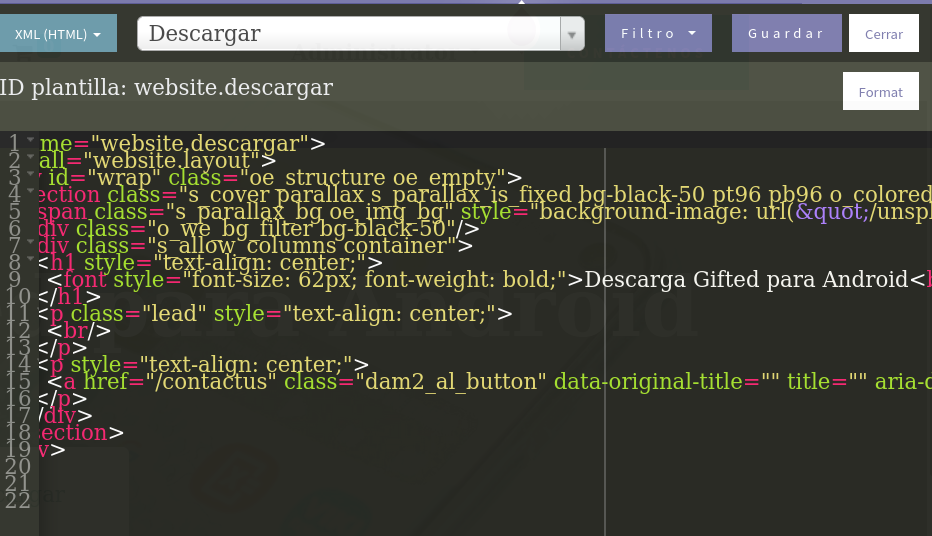 XML (HTML) Descargar Filtro Guardar Cerrar
ID plantilla: website.descargar Format
1 me="website.descargar">
2 all="website.layout">
3 id="wrap" class="oe_structure oe_empty">
4 ection class="s_cover parallax s_parallax_is_fixed bg-black-50 pt96 pb96 o_colored
5 span class="s_parallax_bg oe_img_bg" style="background-image: url(&quot;/unspl
6 div class="o_we_bg_filter bg-black-50"/>
7 div class="s_allow_columns container">
8 <h1 style="text-align: center;">
9 <font style="font-size: 62px; font-weight: bold;">Descarga Gifted para Android<b
10 </h1>
11 <p class="lead" style="text-align: center;">
12 <br/>
13 </p>
14 <p style="text-align: center;">
15 <a href="/contactus" class="dam2_al_button" data-original-title="" title="" aria-d
16 </p>
17 /div>
18 ection>
19 v>
20
21
22